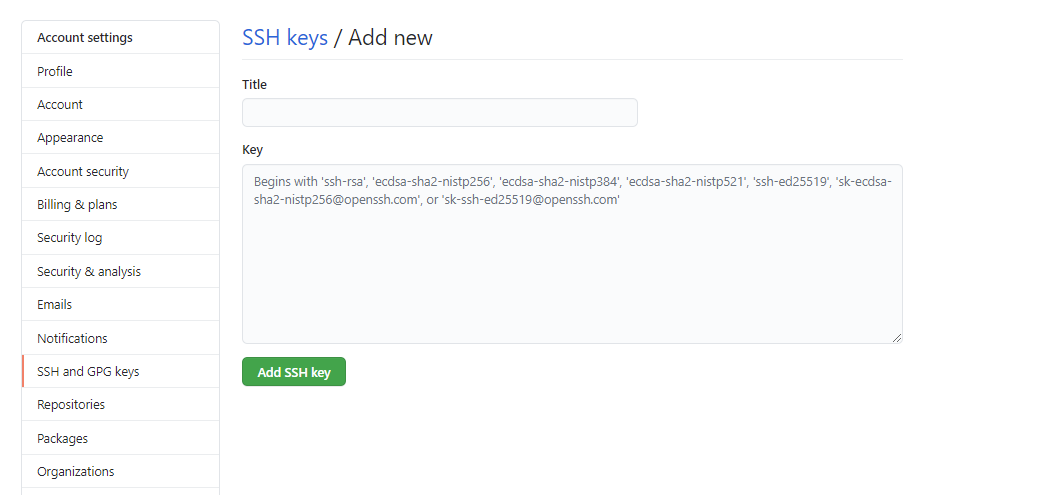 Account settings
Profile
Account
Appearance
Account security
Billing & plans
Security log
Security & analysis
Emails
Notifications
SSH and GPG keys
Repositories
Packages
Organizations
SSH keys / Add new
Title
Key
Begins with 'ssh-rsa', 'ecdsa-sha2-nistp256', 'ecdsa-sha2-nistp384', 'ecdsa-sha2-nistp521', 'ssh-ed25519', 'sk-ecdsa-
sha2-nistp256@openssh.com', or 'sk-ssh-ed25519@openssh.com'
Add SSH key